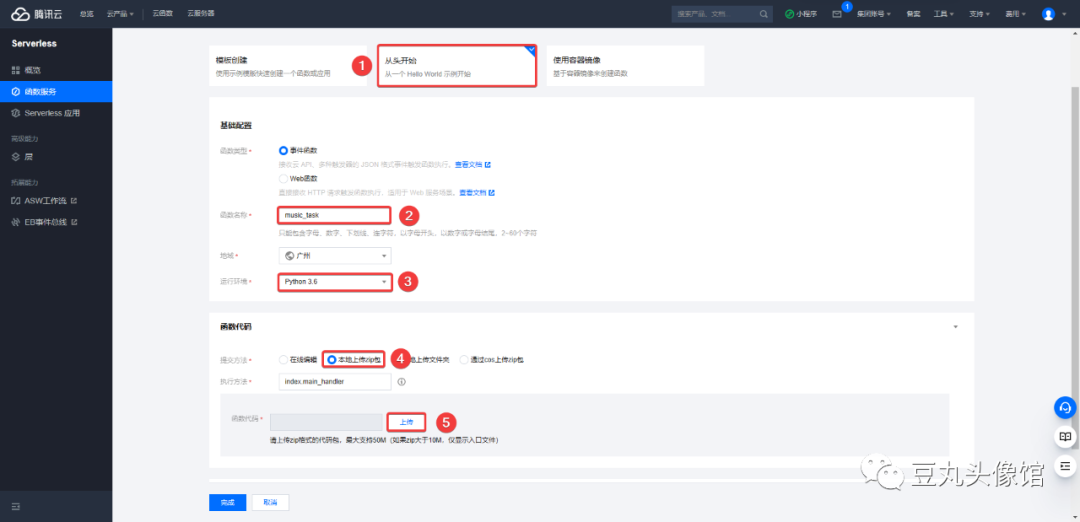 腾讯云 总览 云产品 云函数 云服务器 搜索产品、文档... 小程序 1 集团账号 备案 工具 支持 费用
Serverless
概览
函数服务
Serverless 应用
高级能力
层
拓展能力
ASW工作流
EB事件总线
模板创建
使用示例模版快速创建一个函数或应用
1
从头开始
从一个 Hello World 示例开始
使用容器镜像
基于容器镜像来创建函数
基础配置
函数类型* 事件函数
接收云 API、多种触发器的 JSON 格式事件触发函数执行。查看文档
Web函数
直接接收 HTTP 请求触发函数执行，适用于 Web 服务场景。查看文档
函数名称* music_task 2
只能包含字母、数字、下划线、连字符，以字母开头，以数字或字母结尾，2~60个字符
地域* 广州
运行环境* Python 3.6 3
函数代码
提交方法* 在线编辑 本地上传zip包 4 地上传文件夹 通过cos上传zip包
执行方法* index.main_handler
函数代码* 上传 5
请上传zip格式的代码包，最大支持50M（如果zip大于10M，仅显示入口文件）
完成 取消
豆丸头像馆